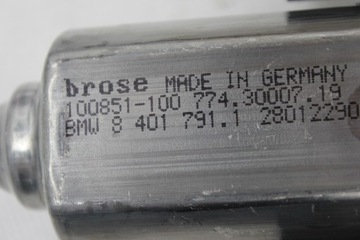 brose MADE IN GERMANY
100851-100 774.30007.19
BMW 8 401 791.1 28012290